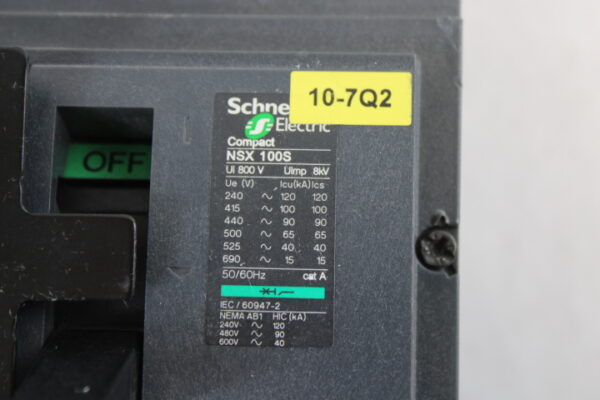 10-7Q2
Schne
Electric
OFF
Compact
NSX 100S
Ui 800 V Uimp 8kV
Ue (V) Icu(kA) Ics
240 ~ 120 120
415 ~ 100 100
440 ~ 90 90
500 ~ 65 65
525 ~ 40 40
690 ~ 15 15
50/60Hz cat A
IEC / 60947-2
NEMA AB1 HIC (kA)
240V ~ 120
480V ~ 90
600V ~ 40